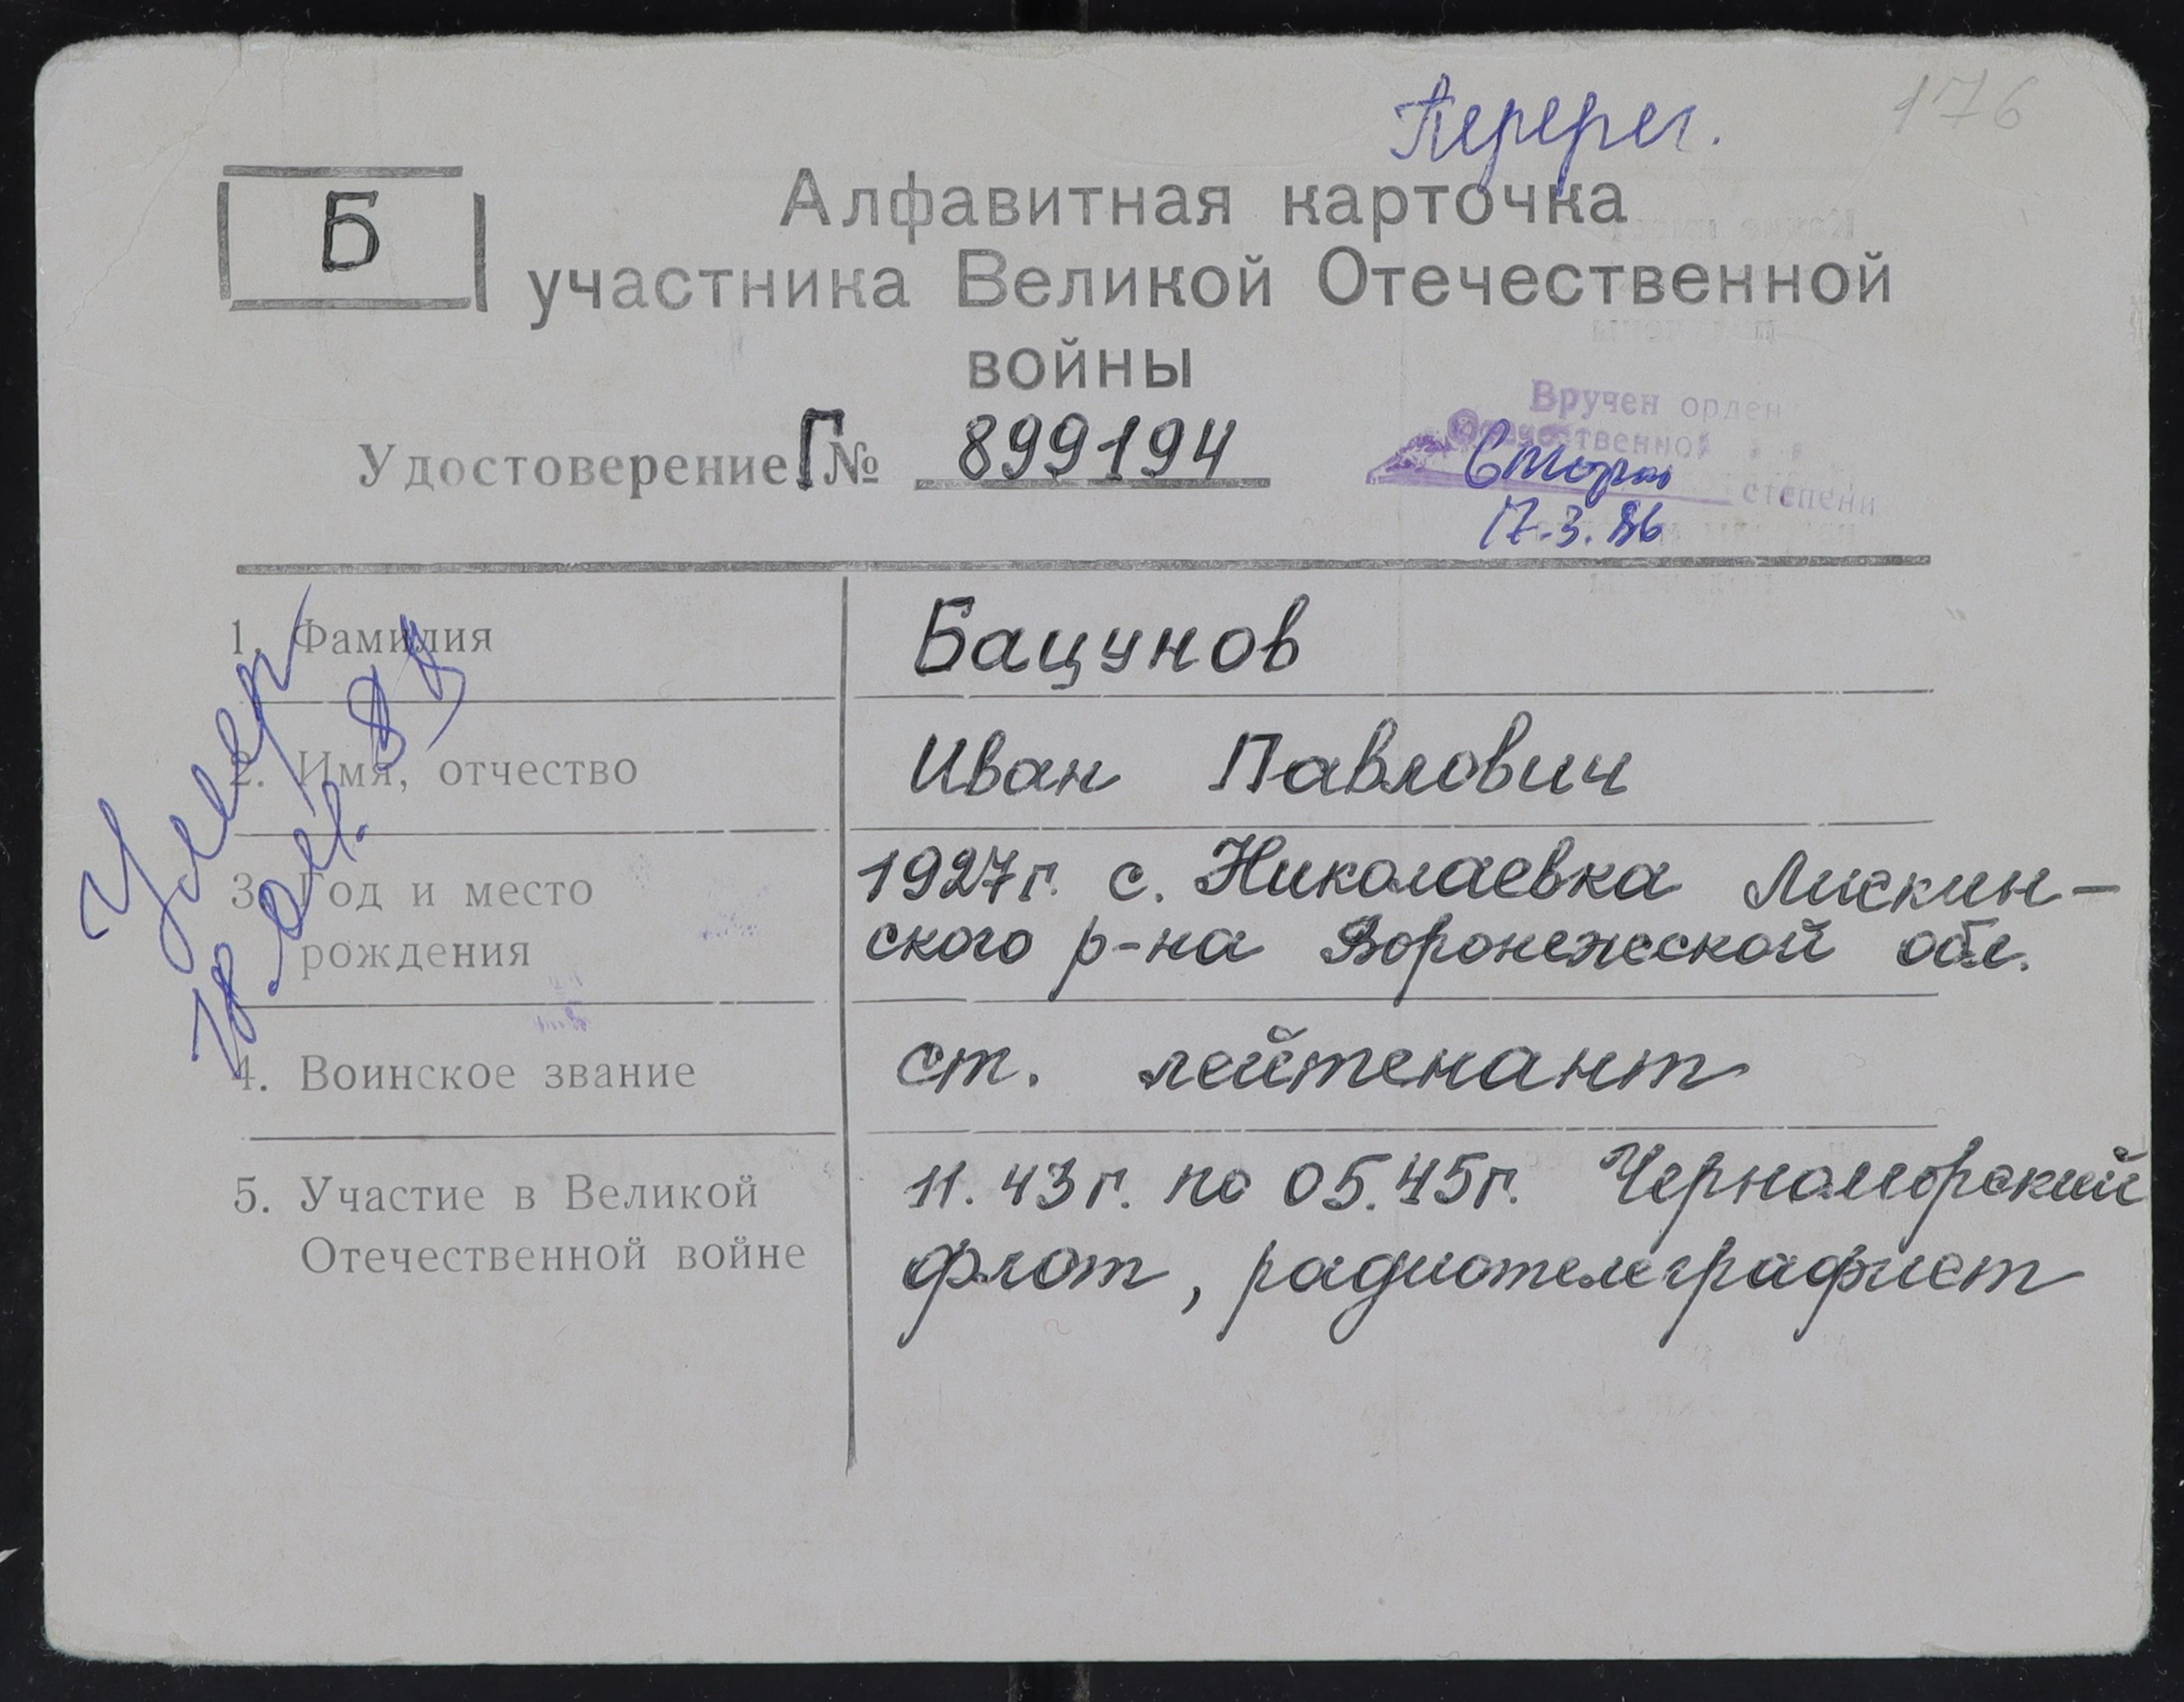 Перерег.
176
Б
Алфавитная карточка
участника Великой Отечественной
войны
Удостоверение Г № 899194
Вручен орден
Отечественной
Второй степени
17.3.86
1. Фамилия Бацунов
2. Имя, отчество Иван Павлович
3. Год и место 1927г. с. Николаевка Лискин-
рождения ского р-на Воронежской обл.
4. Воинское звание ст. лейтенант
5. Участие в Великой 11.43г. по 05.45г. Черноморский
Отечественной войне флот, радиотелеграфист
Умер